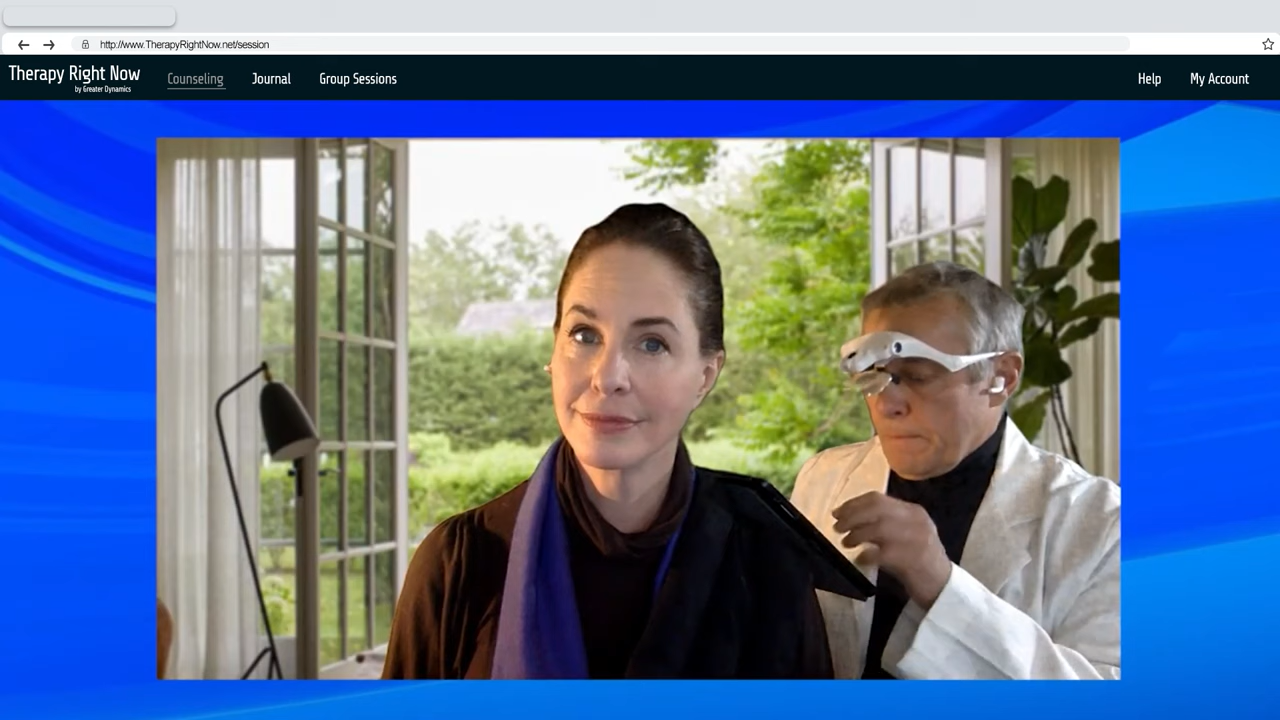 http://www.TherapyRightNow.net/session
Therapy Right Now
by Greater Dynamics
Counseling
Journal
Group Sessions
Help
My Account